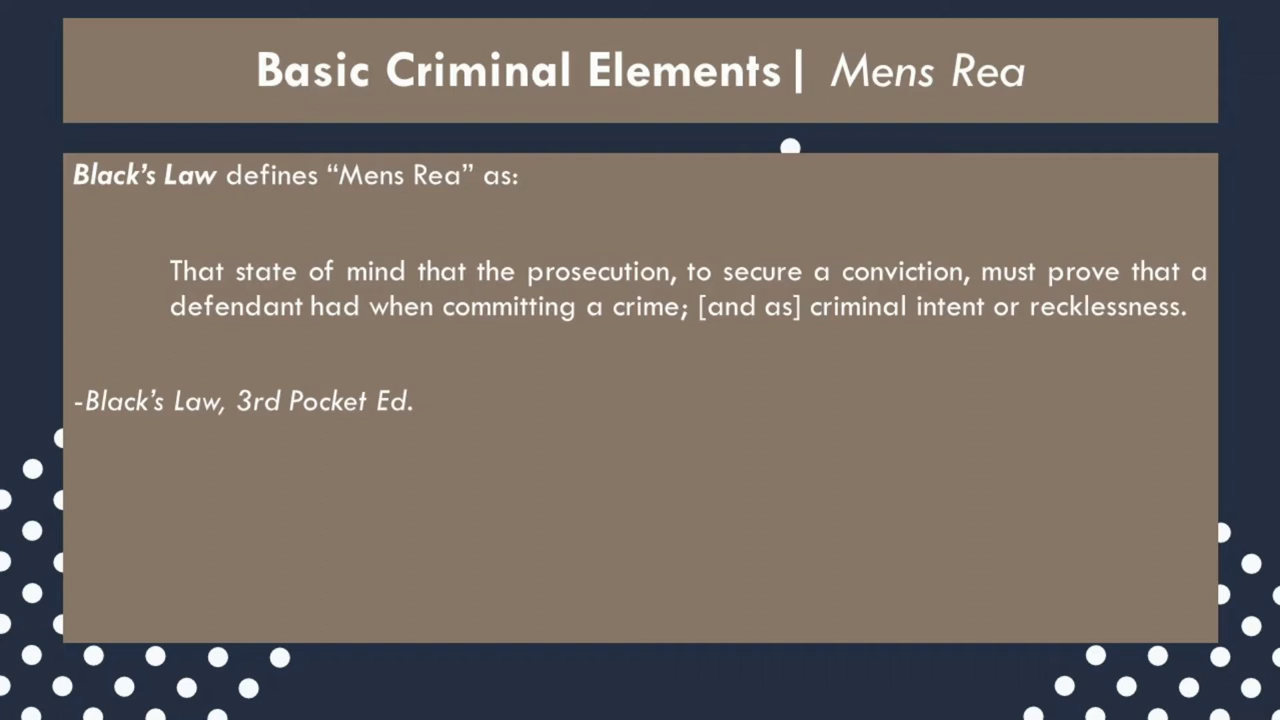 Basic Criminal Elements| Mens Rea
Black’s Law defines “Mens Rea” as:
That state of mind that the prosecution, to secure a conviction, must prove that a
defendant had when committing a crime; [and as] criminal intent or recklessness.
-Black’s Law, 3rd Pocket Ed.